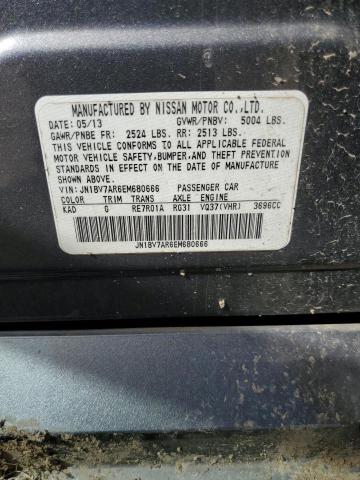 MANUFACTURED BY NISSAN MOTOR CO.,LTD.
DATE: 05/13 GVWR/PNBV: 5004 LBS.
GAWR/PNBE FR: 2524 LBS. RR: 2513 LBS.
THIS VEHICLE CONFORMS TO ALL APPLICABLE FEDERAL
MOTOR VEHICLE SAFETY, BUMPER, AND THEFT PREVENTION
STANDARDS IN EFFECT ON THE DATE OF MANUFACTURE
SHOWN ABOVE.
VIN: JN1BV7AR6EM680666 PASSENGER CAR
COLOR TRIM TRANS AXLE ENGINE
KAD G RE7R01A RG31 VQ37(VHR) 3696CC
JN1BV7AR6EM680666